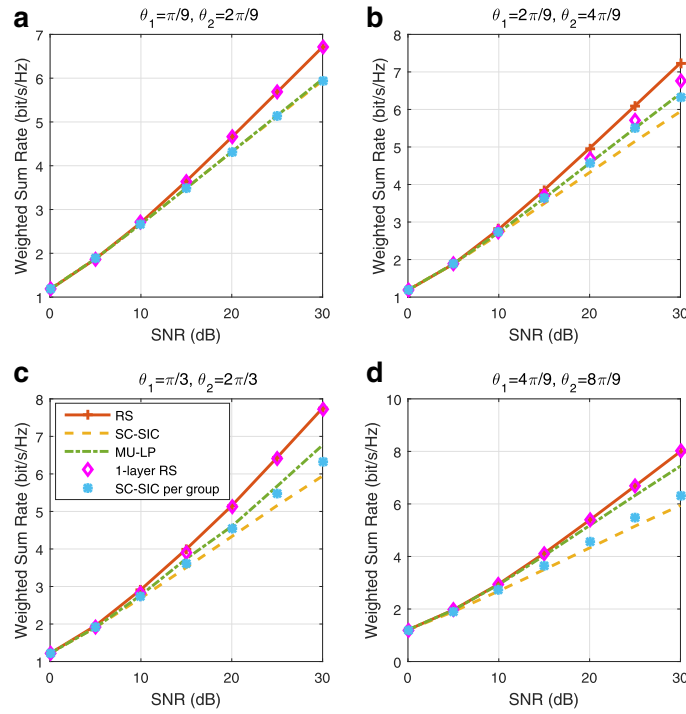 a
θ1=π/9, θ2=2π/9
Weighted Sum Rate (bit/s/Hz)
7
6
5
4
3
2
1
0 10 20 30
SNR (dB)
b
θ1=2π/9, θ2=4π/9
Weighted Sum Rate (bit/s/Hz)
8
7
6
5
4
3
2
1
0 10 20 30
SNR (dB)
c
θ1=π/3, θ2=2π/3
Weighted Sum Rate (bit/s/Hz)
8
7
6
5
4
3
2
1
RS
SC-SIC
MU-LP
1-layer RS
SC-SIC per group
0 10 20 30
SNR (dB)
d
θ1=4π/9, θ2=8π/9
Weighted Sum Rate (bit/s/Hz)
10
8
6
4
2
0
0 10 20 30
SNR (dB)